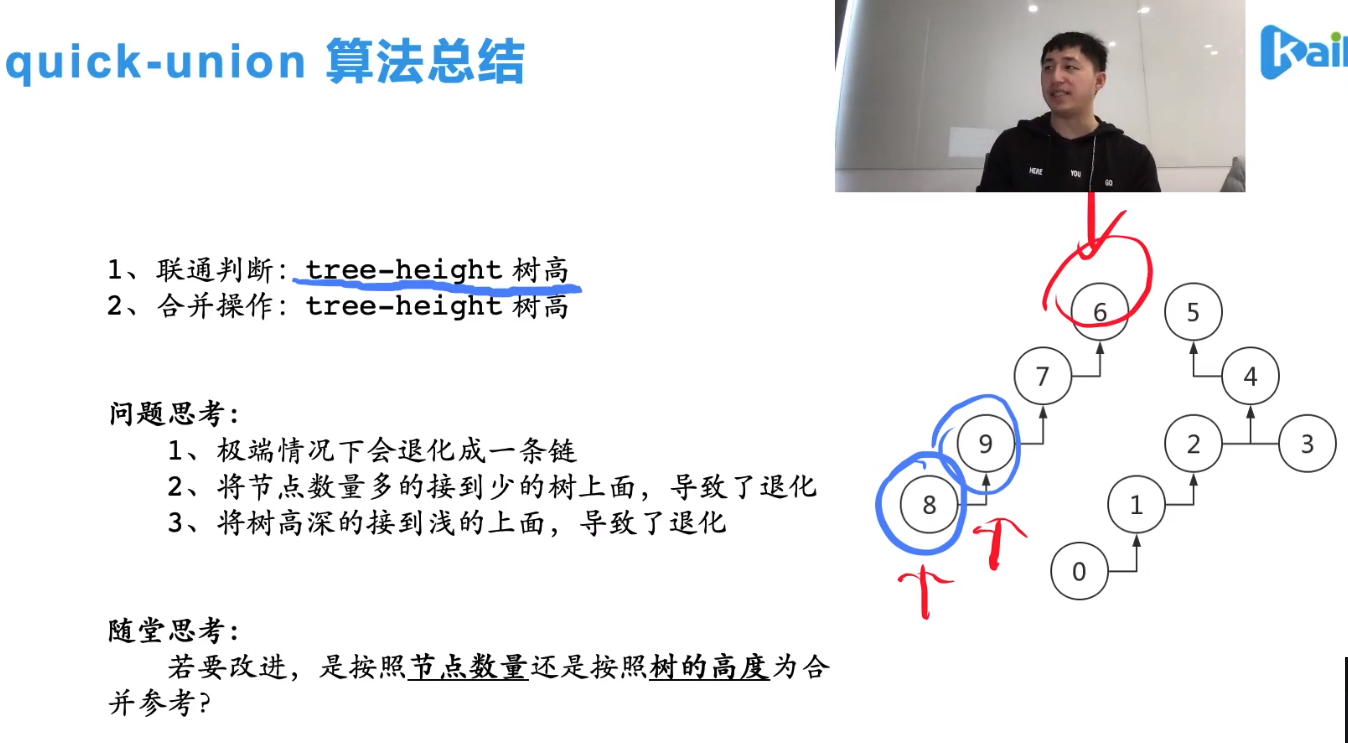 quick-union 算法总结
Kail
HERE YOU GO
1、联通判断：tree-height 树高
2、合并操作：tree-height 树高
问题思考：
1、极端情况下会退化成一条链
2、将节点数量多的接到少的树上面，导致了退化
3、将树高深的接到浅的上面，导致了退化
随堂思考：
若要改进，是按照节点数量还是按照树的高度为合
并参考？
6 5
7 4
9 2 3
8 1
0